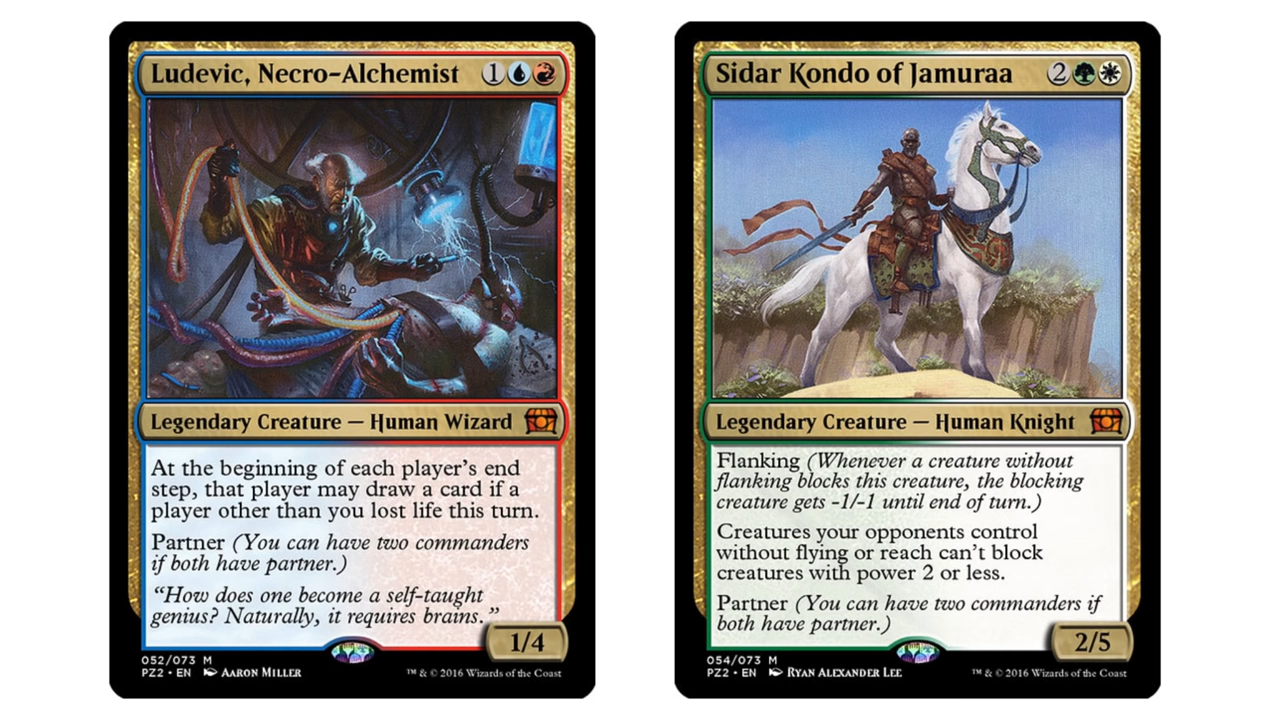 Ludevic, Necro-Alchemist 1
Legendary Creature — Human Wizard
At the beginning of each player's end
step, that player may draw a card if a
player other than you lost life this turn.
Partner (You can have two commanders
if both have partner.)
"How does one become a self-taught
genius? Naturally, it requires brains."
1/4
052/073 M
PZ2 • EN AARON MILLER
™ & © 2016 Wizards of the Coast
Sidar Kondo of Jamuraa 2
Legendary Creature — Human Knight
Flanking (Whenever a creature without
flanking blocks this creature, the blocking
creature gets -1/-1 until end of turn.)
Creatures your opponents control
without flying or reach can't block
creatures with power 2 or less.
Partner (You can have two commanders if
both have partner.)
2/5
054/073 M
PZ2 • EN RYAN ALEXANDER LEE
™ & © 2016 Wizards of the Coast